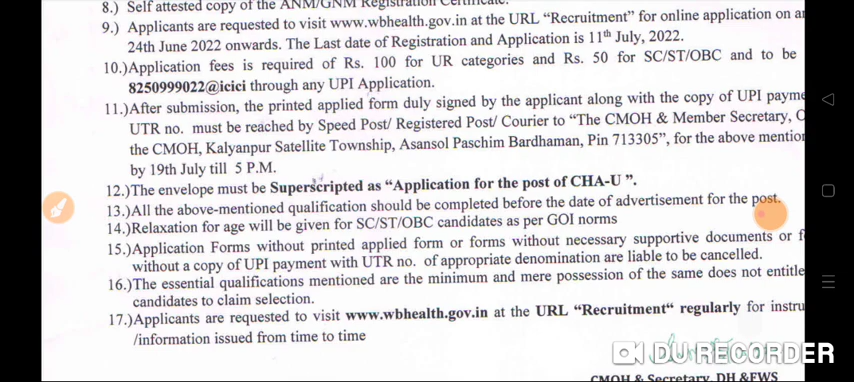 8.) Self attested copy of the ANM/GNM Registration Certificate.
9.) Applicants are requested to visit www.wbhealth.gov.in at the URL “Recruitment” for online application on
24th June 2022 onwards. The Last date of Registration and Application is 11th July, 2022.
10.)Application fees is required of Rs. 100 for UR categories and Rs. 50 for SC/ST/OBC and to be
8250999022@icici through any UPI Application.
11.)After submission, the printed applied form duly signed by the applicant along with the copy of UPI payme
UTR no. must be reached by Speed Post/ Registered Post/ Courier to “The CMOH & Member Secretary, O
the CMOH, Kalyanpur Satellite Township, Asansol Paschim Bardhaman, Pin 713305”, for the above mentio
by 19th July till 5 P.M.
12.)The envelope must be Superscripted as “Application for the post of CHA-U ”.
13.)All the above-mentioned qualification should be completed before the date of advertisement for the post.
14.)Relaxation for age will be given for SC/ST/OBC candidates as per GOI norms
15.)Application Forms without printed applied form or forms without necessary supportive documents or f
without a copy of UPI payment with UTR no. of appropriate denomination are liable to be cancelled.
16.)The essential qualifications mentioned are the minimum and mere possession of the same does not entitle
candidates to claim selection.
17.)Applicants are requested to visit www.wbhealth.gov.in at the URL “Recruitment“ regularly for instru
/information issued from time to time
DU RECORDER
CMOH & Secretary, DH &FWS